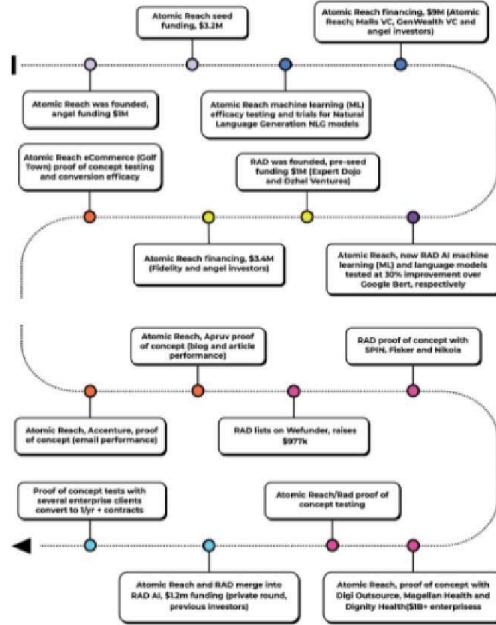 Atomic Reach seed
funding, $3.2M
Atomic Reach financing, $9M (Atomic
Reach; MaRs VC, GenWealth VC and
angel investors)
Atomic Reach was founded,
angel funding $1M
Atomic Reach machine learning (ML)
efficacy testing and trials for Natural
Language Generation NLG models
Atomic Reach eCommerce (Golf
Town) proof of concept testing
and conversion efficacy
RAD was founded, pre-seed
funding $1M (Expert Dojo
and Dzhel Ventures)
Atomic Reach financing, $3.4M
(Fidelity and angel investors)
Atomic Reach, now RAD AI machine
learning (ML) and language models
tested at 30% improvement over
Google Bert, respectively
Atomic Reach, Apruv proof
of concept (blog and article
performance)
RAD proof of concept with
SPIN, Fisker and Nikola
Atomic Reach, Accenture, proof
of concept (email performance)
RAD lists on Wefunder, raises
$977k
Proof of concept tests with
several enterprise clients
convert to 1/yr + contracts
Atomic Reach/Rad proof of
concept testing
Atomic Reach and RAD merge into
RAD AI, $1.2m funding (private round,
previous investors)
Atomic Reach, proof of concept with
Digi Outsource, Magellan Health and
Dignity Health($1B+ enterprisess